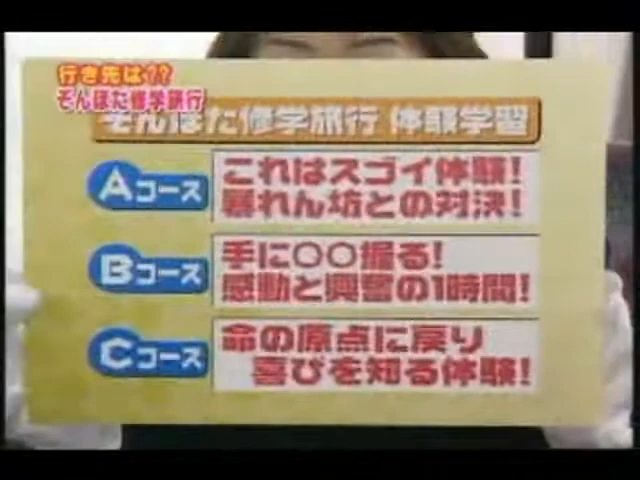 行き先は??
ぞんぼた修学旅行
ぞんぼた修学旅行 体験学習
Aコース
これはスゴイ体験!
暴れん坊との対決!
Bコース
手に○○握る!
感動と興奮の1時間!
Cコース
命の原点に戻り
喜びを知る体験!